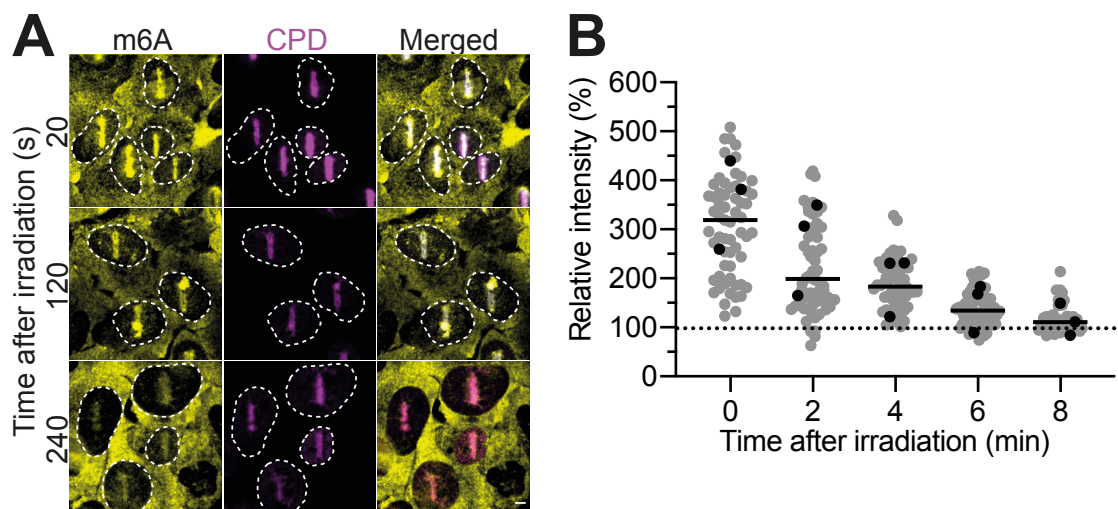 A
m6A CPD Merged
Time after irradiation (s)
20
120
240
B
Relative intensity (%)
600
500
400
300
200
100
0
0 2 4 6 8
Time after irradiation (min)